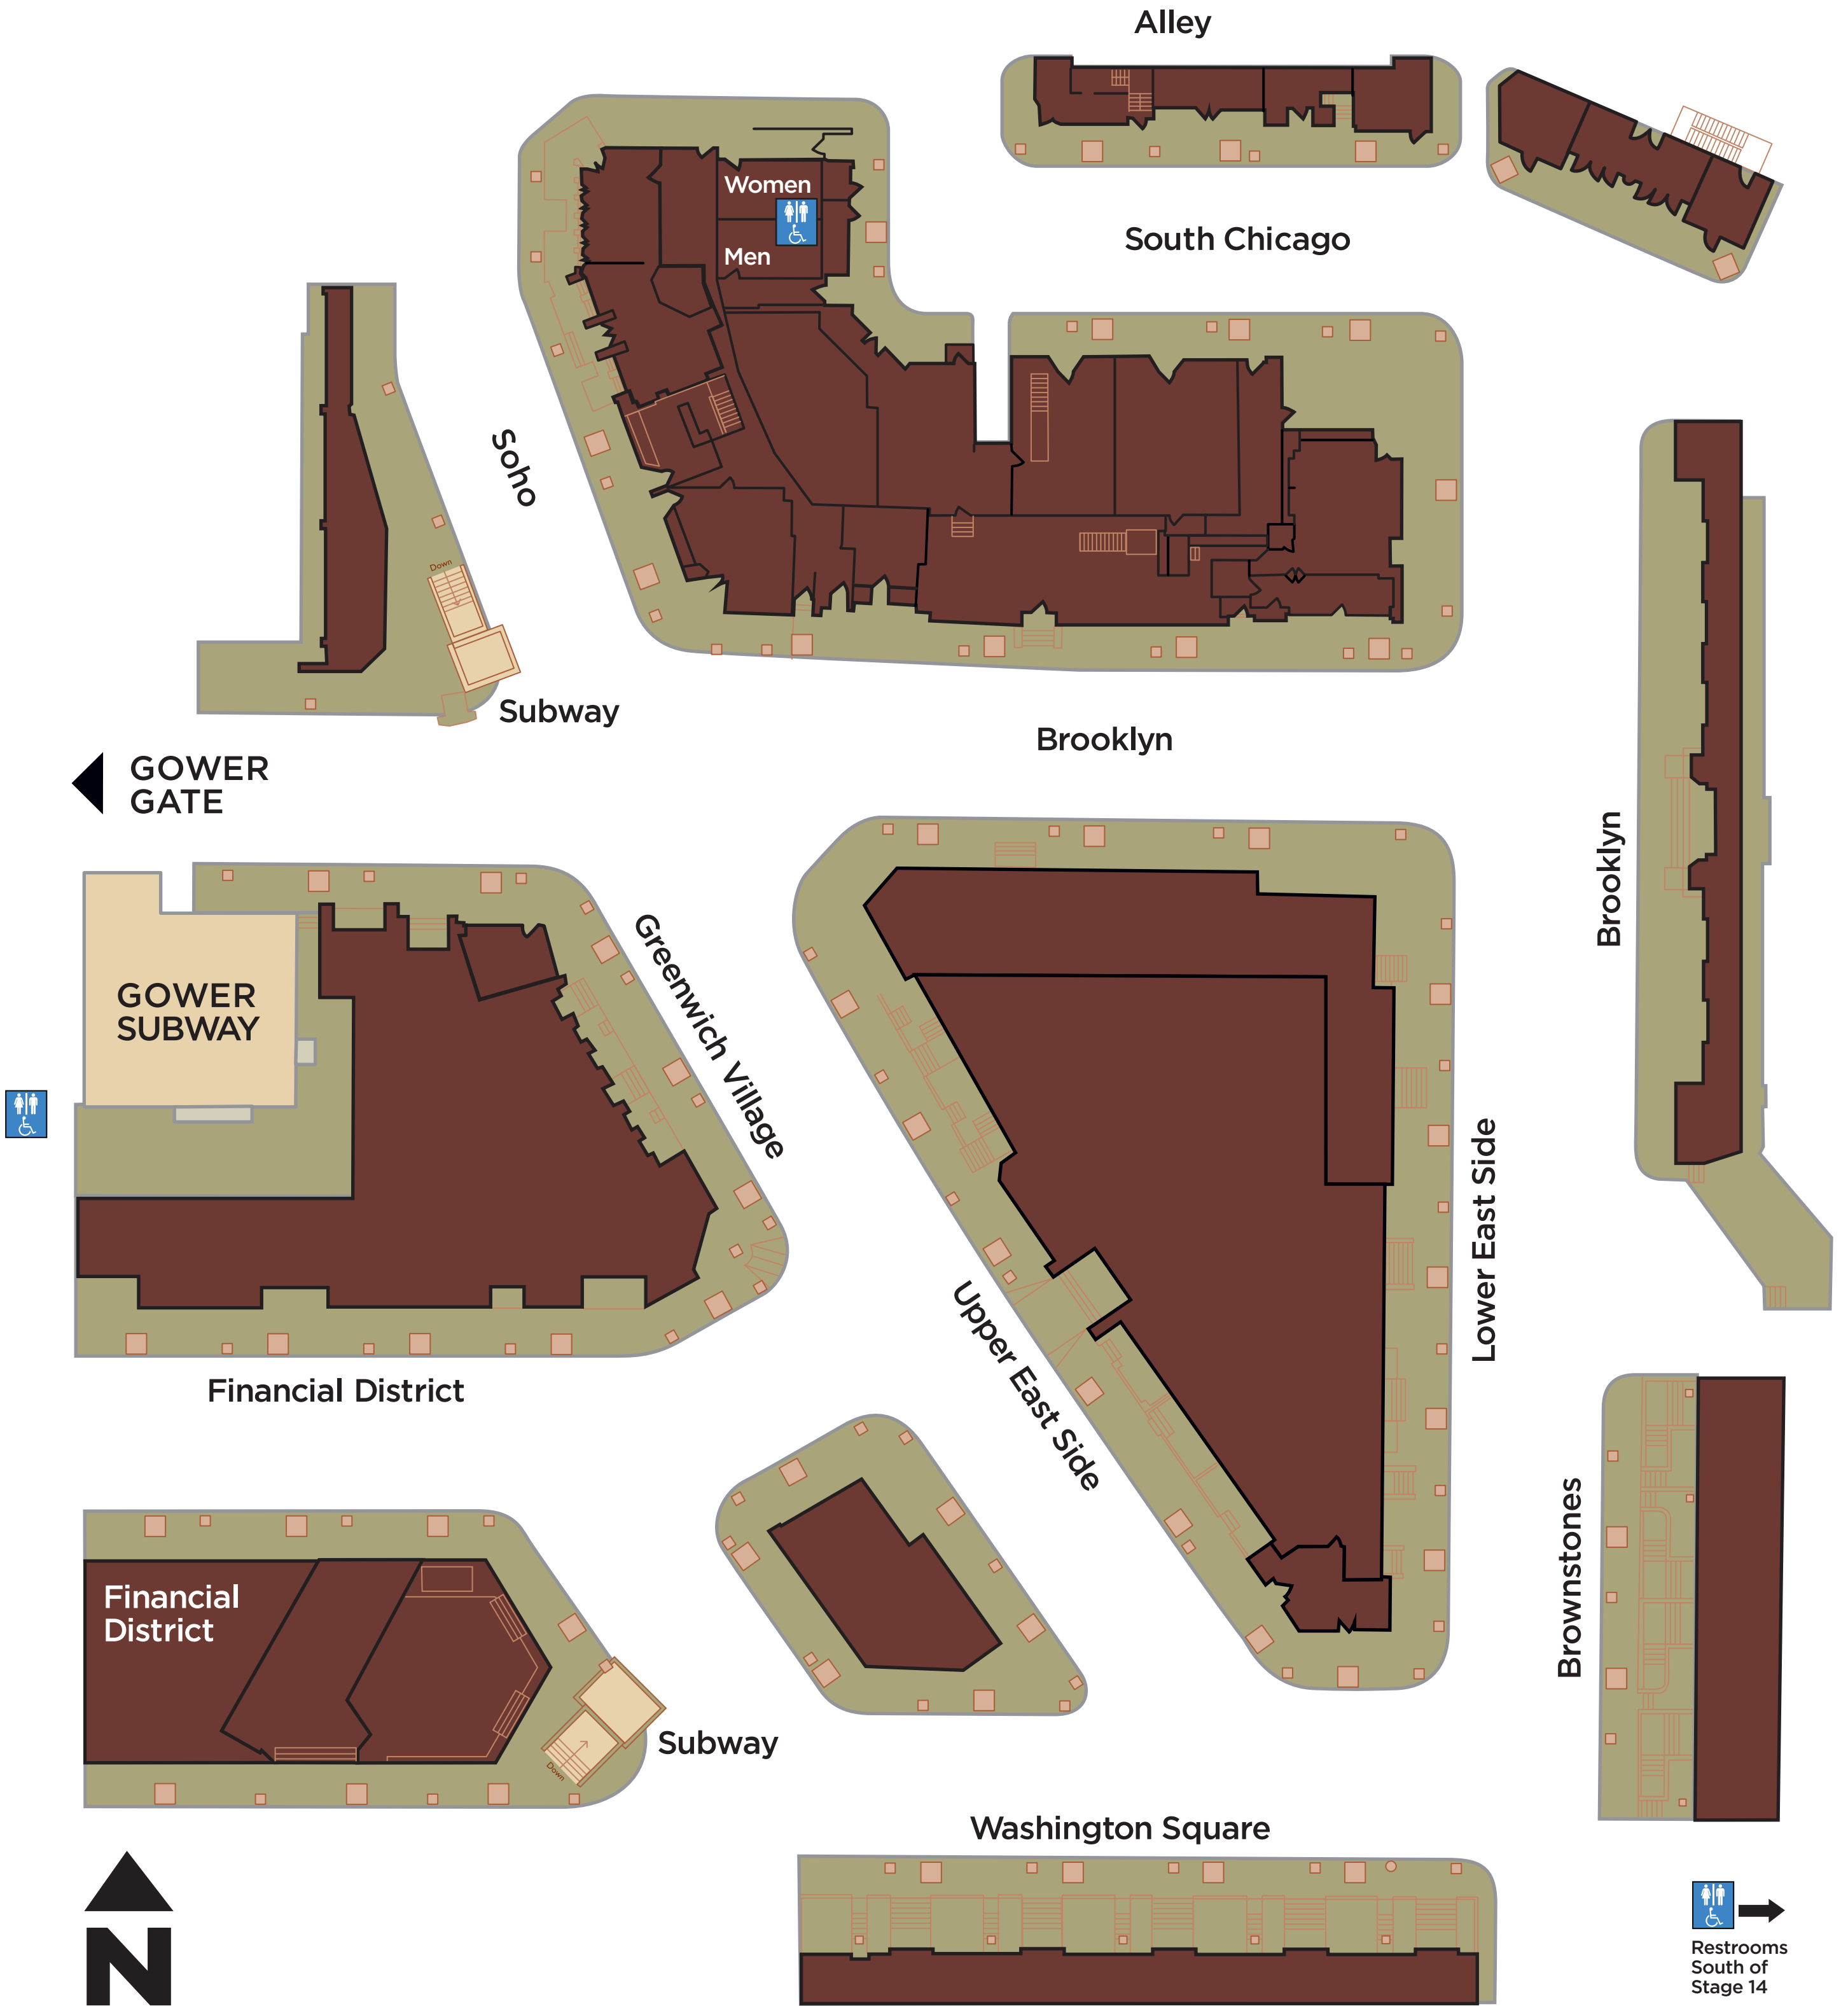 Alley
Women
Men
South Chicago
Soho
Down
Subway
Brooklyn
GOWER
GATE
Brooklyn
GOWER
SUBWAY
Greenwich Village
Lower East Side
Upper East Side
Financial District
Financial
District
Brownstones
Subway
Down
Washington Square
N
Restrooms
South of
Stage 14